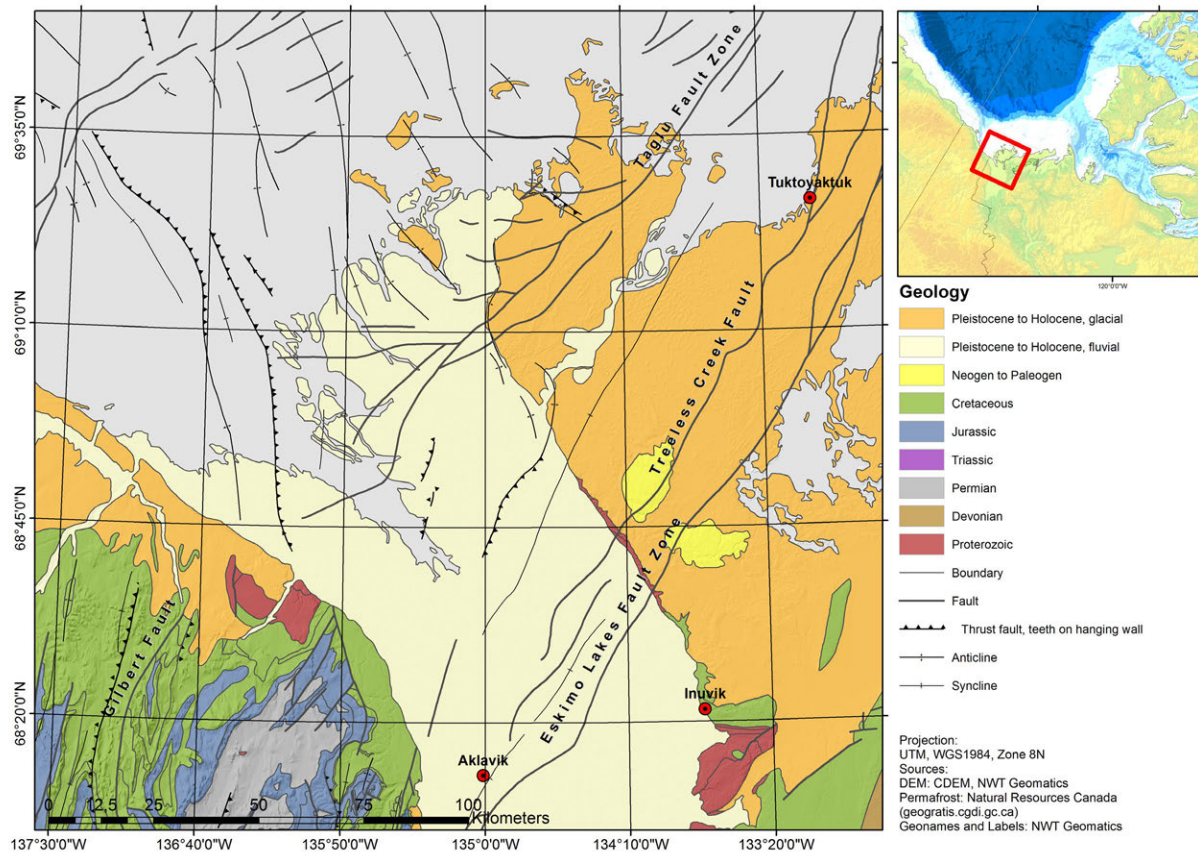 Taglu Fault Zone
Tuktoyaktuk
Treeless Creek Fault
Eskimo Lakes Fault Zone
Gilbert Fault
Inuvik
Aklavik
0 12,5 25 50 75 100
Kilometers
69°35'0"N
69°10'0"N
68°45'0"N
68°20'0"N
137°30'0"W 136°40'0"W 135°50'0"W 135°0'0"W 134°10'0"W 133°20'0"W
120°0'0"W
Geology
Pleistocene to Holocene, glacial
Pleistocene to Holocene, fluvial
Neogen to Paleogen
Cretaceous
Jurassic
Triassic
Permian
Devonian
Proterozoic
Boundary
Fault
Thrust fault, teeth on hanging wall
Anticline
Syncline
Projection:
UTM, WGS1984, Zone 8N
Sources:
DEM: CDEM, NWT Geomatics
Permafrost: Natural Resources Canada
(geogratis.cgdi.gc.ca)
Geonames and Labels: NWT Geomatics